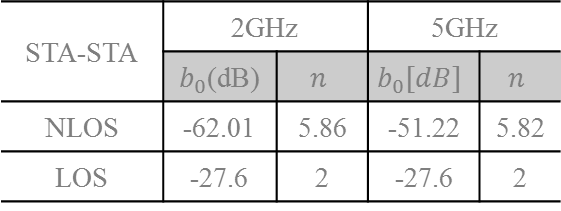 STA-STA 2GHz 5GHz
b₀(dB) n b₀[dB] n
NLOS -62.01 5.86 -51.22 5.82
LOS -27.6 2 -27.6 2